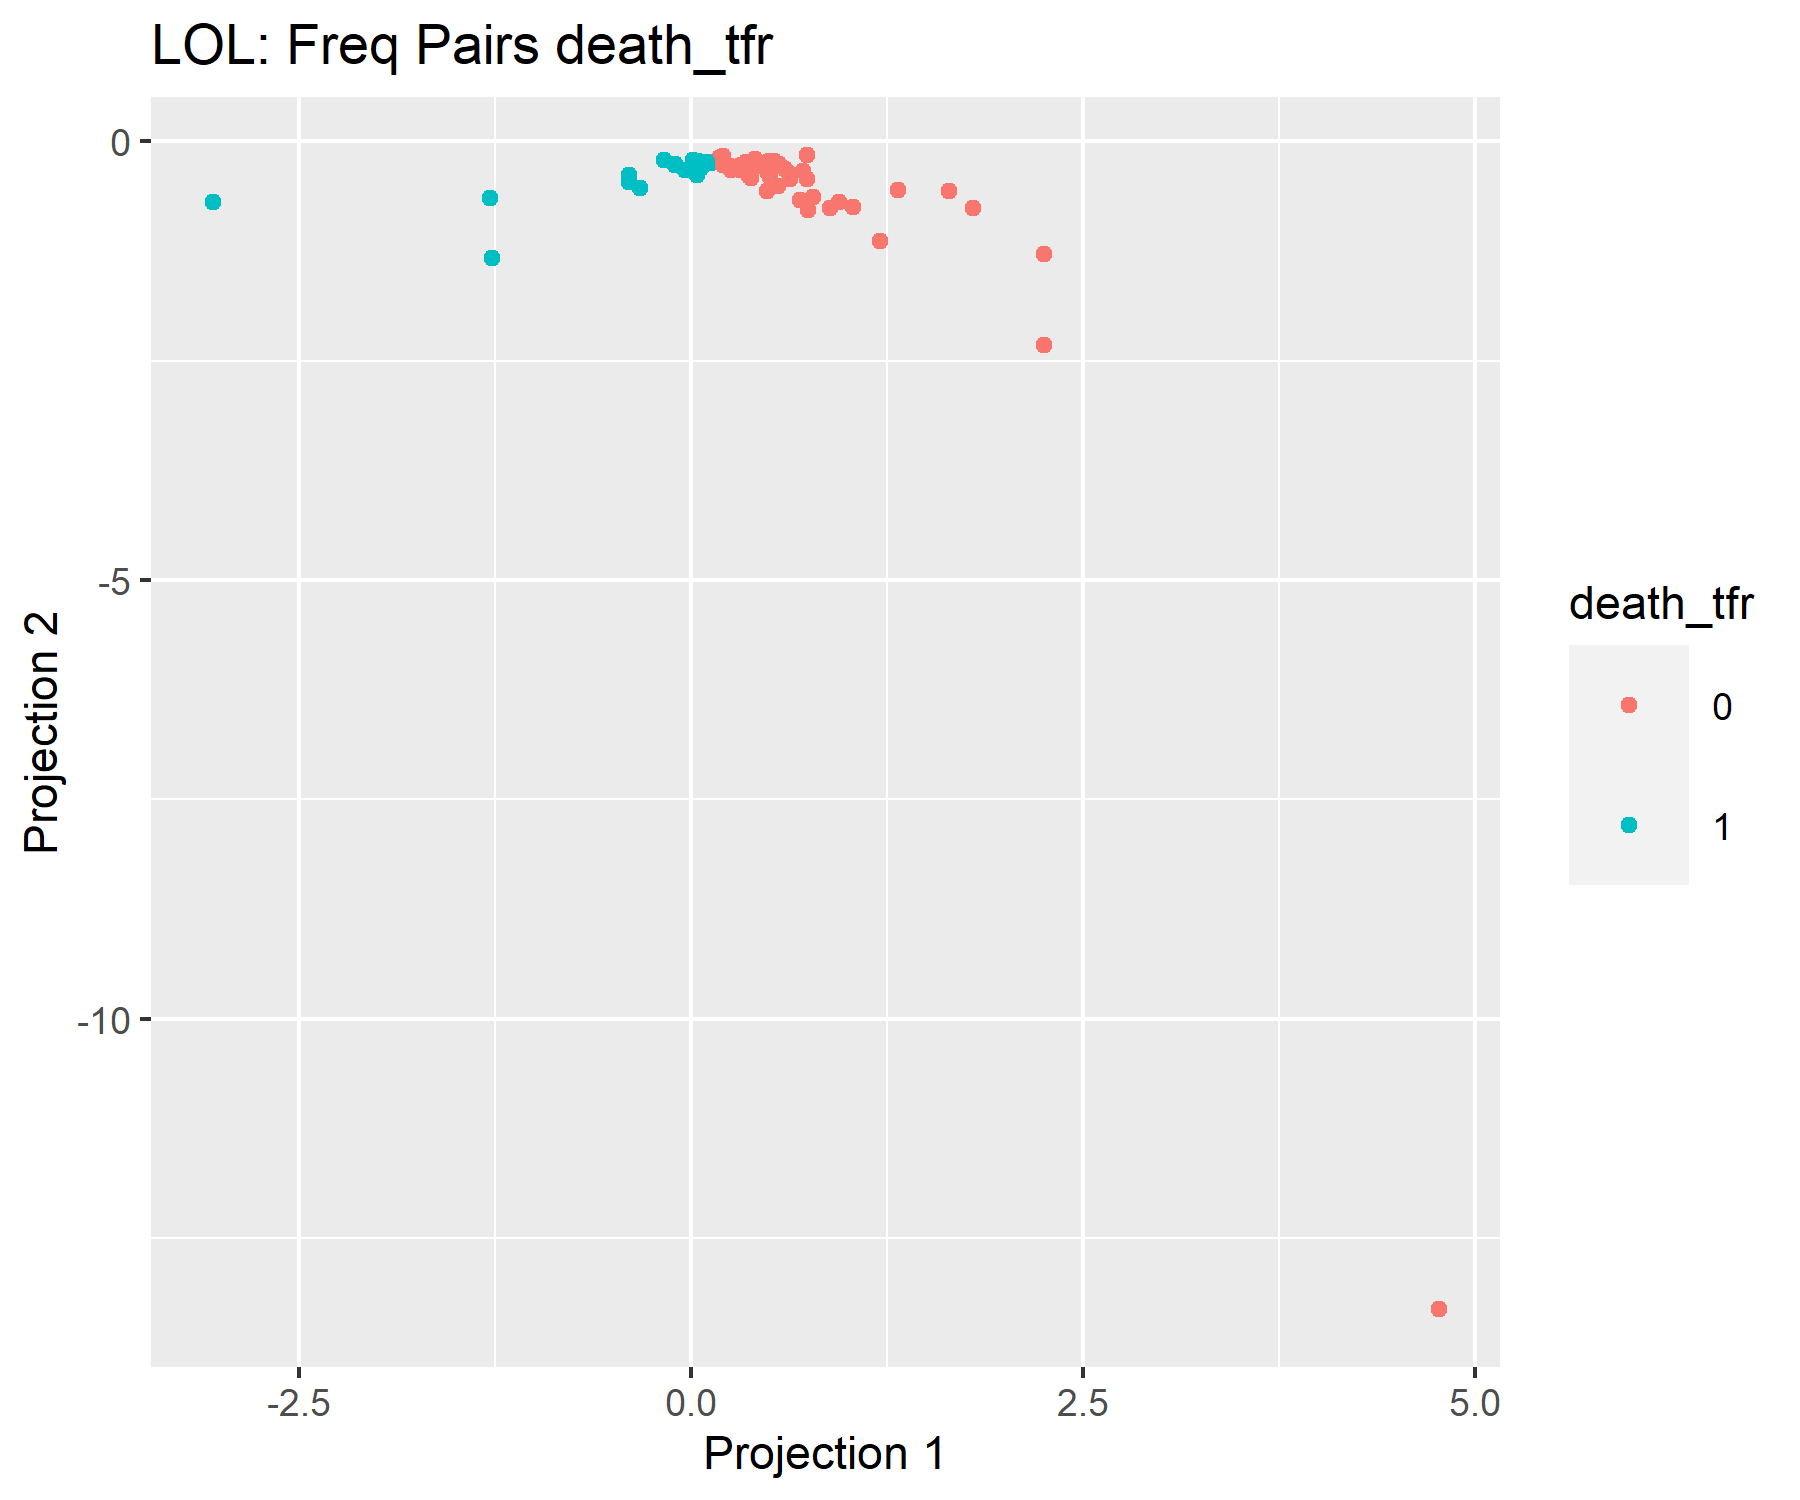 LOL: Freq Pairs death_tfr
0
-5
-10
Projection 2
-2.5
0.0
2.5
5.0
Projection 1
death_tfr
0
1